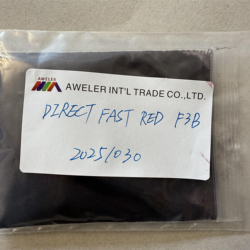 AWELER
AWELER INT'L TRADE CO.,LTD.
DIRECT FAST RED F3B
2025/030